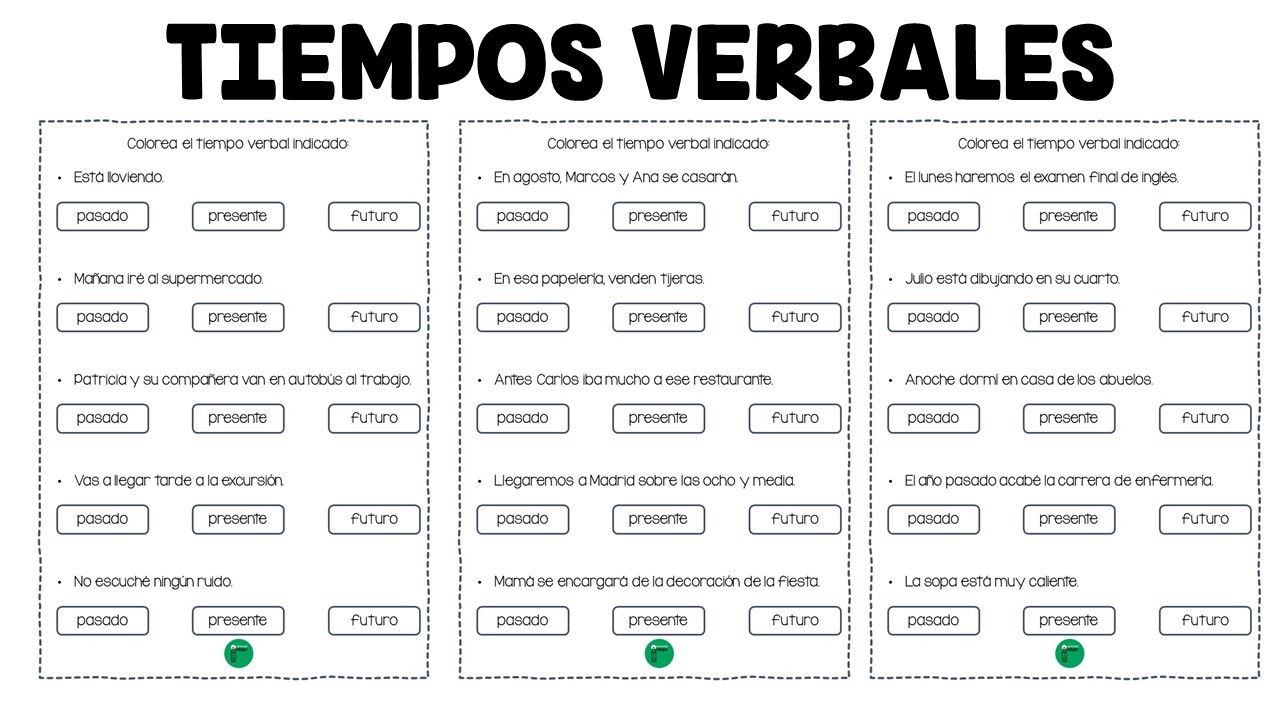 TIEMPOS VERBALES
Colorea el tiempo verbal indicado:
• Está lloviendo.
pasado presente futuro
• Mañana iré al supermercado.
pasado presente futuro
• Patricia y su compañera van en autobús al trabajo.
pasado presente futuro
• Vas a llegar tarde a la excursión.
pasado presente futuro
• No escuché ningún ruido.
pasado presente futuro
Colorea el tiempo verbal indicado:
• En agosto, Marcos y Ana se casarán.
pasado presente futuro
• En esa papelería, venden tijeras.
pasado presente futuro
• Antes Carlos iba mucho a ese restaurante.
pasado presente futuro
• Llegaremos a Madrid sobre las ocho y media.
pasado presente futuro
• Mamá se encargará de la decoración de la fiesta.
pasado presente futuro
Colorea el tiempo verbal indicado:
• El lunes haremos el examen final de inglés.
pasado presente futuro
• Julio está dibujando en su cuarto.
pasado presente futuro
• Anoche dormí en casa de los abuelos.
pasado presente futuro
• El año pasado acabé la carrera de enfermería.
pasado presente futuro
• La sopa está muy caliente.
pasado presente futuro